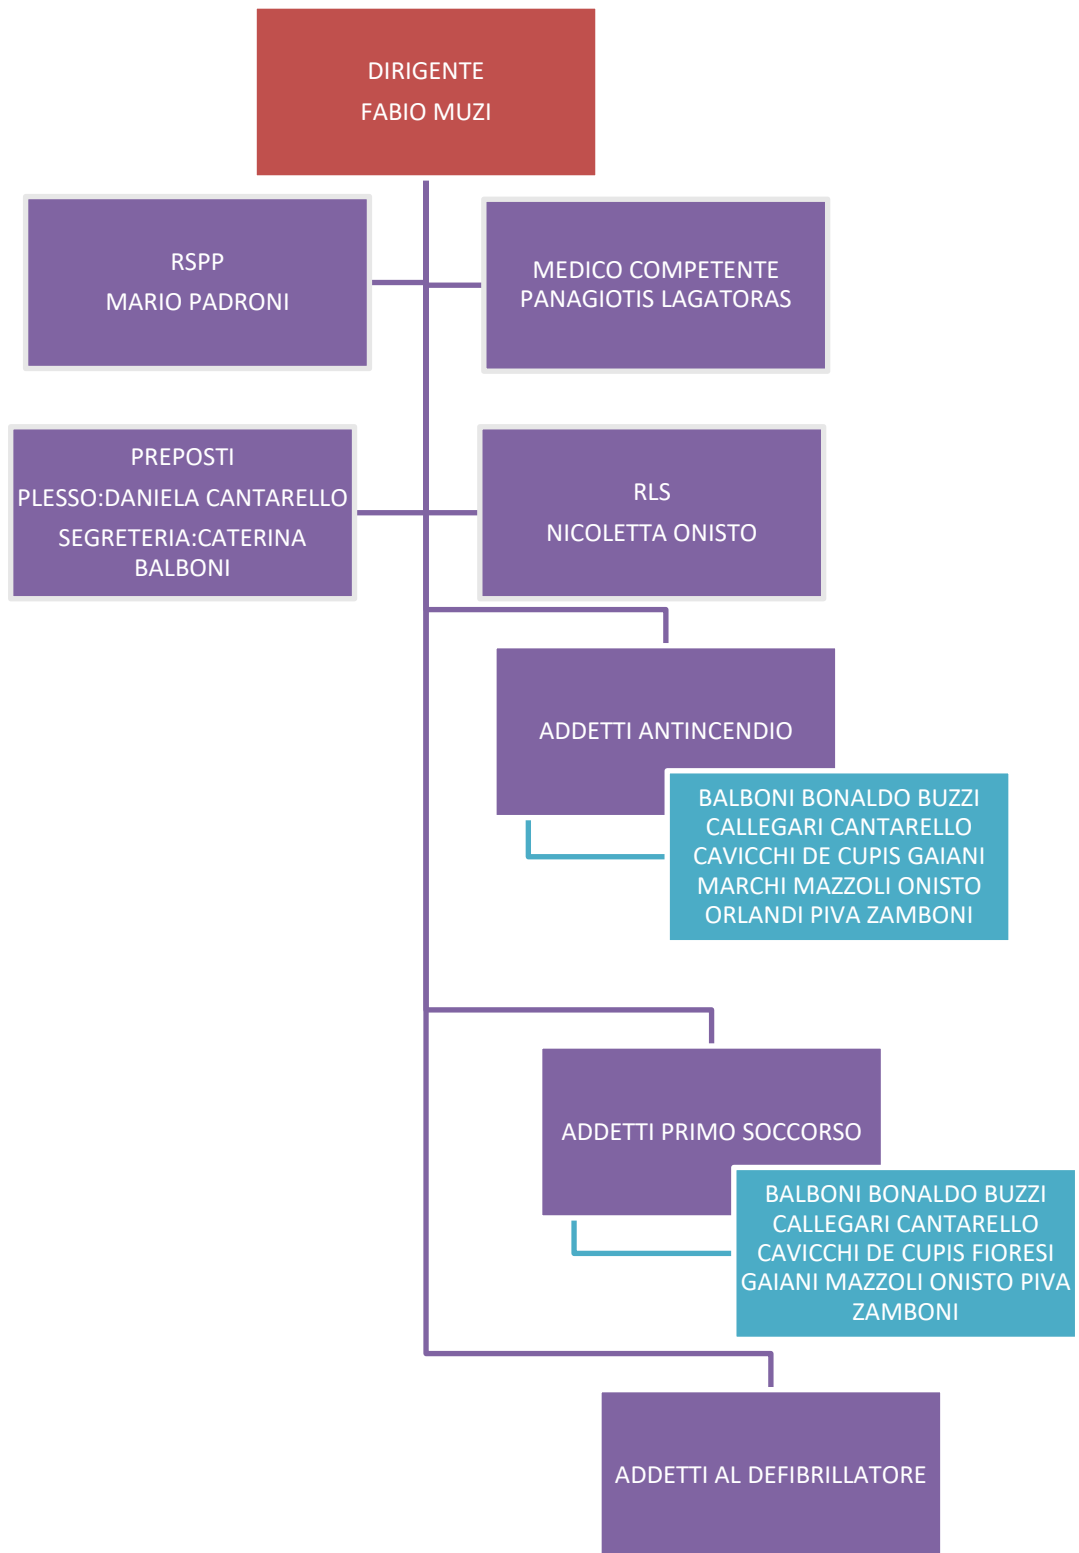 DIRIGENTE
FABIO MUZI
RSPP
MARIO PADRONI
MEDICO COMPETENTE
PANAGIOTIS LAGATORAS
PREPOSTI
PLESSO:DANIELA CANTARELLO
SEGRETERIA:CATERINA
BALBONI
RLS
NICOLETTA ONISTO
ADDETTI ANTINCENDIO
BALBONI BONALDO BUZZI
CALLEGARI CANTARELLO
CAVICCHI DE CUPIS GAIANI
MARCHI MAZZOLI ONISTO
ORLANDI PIVA ZAMBONI
ADDETTI PRIMO SOCCORSO
BALBONI BONALDO BUZZI
CALLEGARI CANTARELLO
CAVICCHI DE CUPIS FIORESI
GAIANI MAZZOLI ONISTO PIVA
ZAMBONI
ADDETTI AL DEFIBRILLATORE